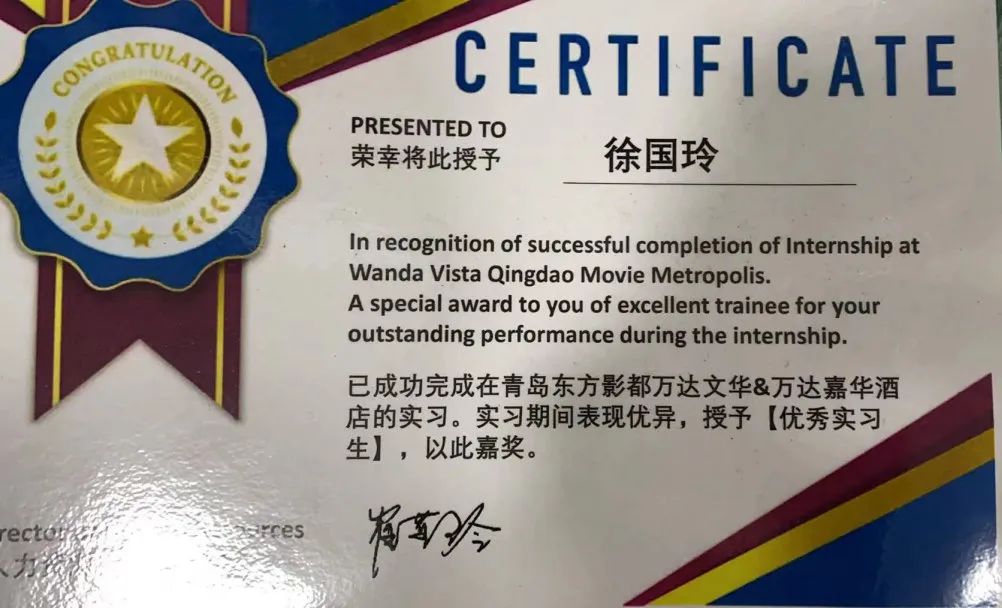 CONGRATULATION
CERTIFICATE
PRESENTED TO
荣幸将此授予
徐国玲
In recognition of successful completion of Internship at
Wanda Vista Qingdao Movie Metropolis.
A special award to you of excellent trainee for your
outstanding performance during the internship.
已成功完成在青岛东方影都万达文华&万达嘉华酒
店的实习。实习期间表现优异，授予【优秀实习
生】，以此嘉奖。